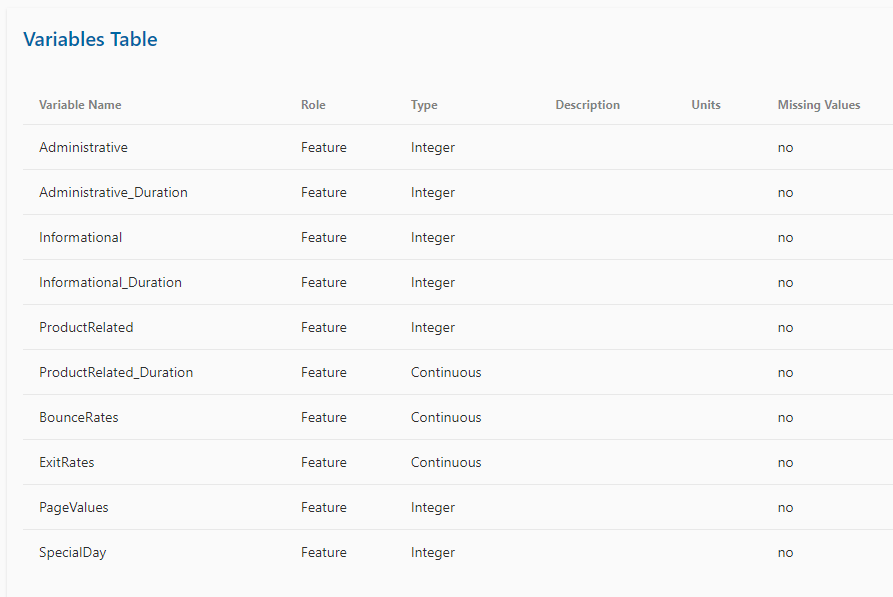 Variables Table
Variable Name Role Type Description Units Missing Values
Administrative Feature Integer no
Administrative_Duration Feature Integer no
Informational Feature Integer no
Informational_Duration Feature Integer no
ProductRelated Feature Integer no
ProductRelated_Duration Feature Continuous no
BounceRates Feature Continuous no
ExitRates Feature Continuous no
PageValues Feature Integer no
SpecialDay Feature Integer no